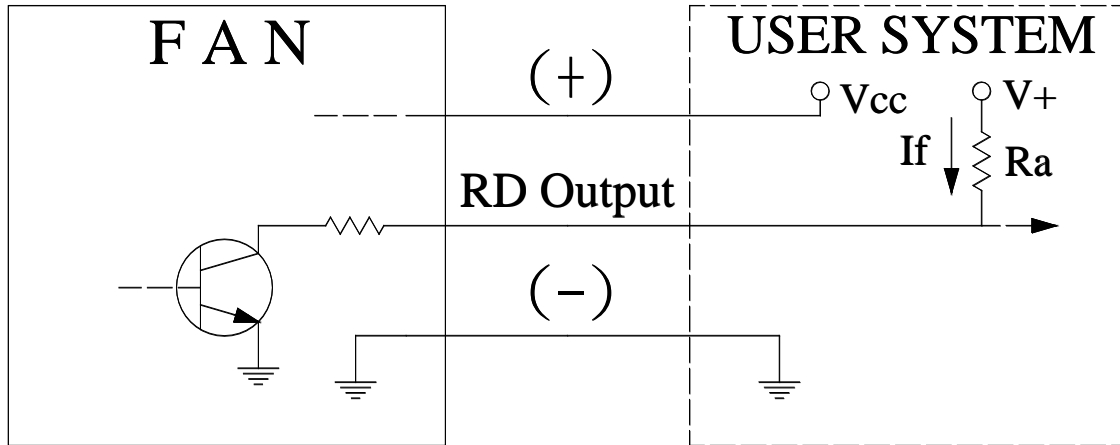 F A N
USER SYSTEM
(+)
Vcc
V+
If
Ra
RD Output
(-)